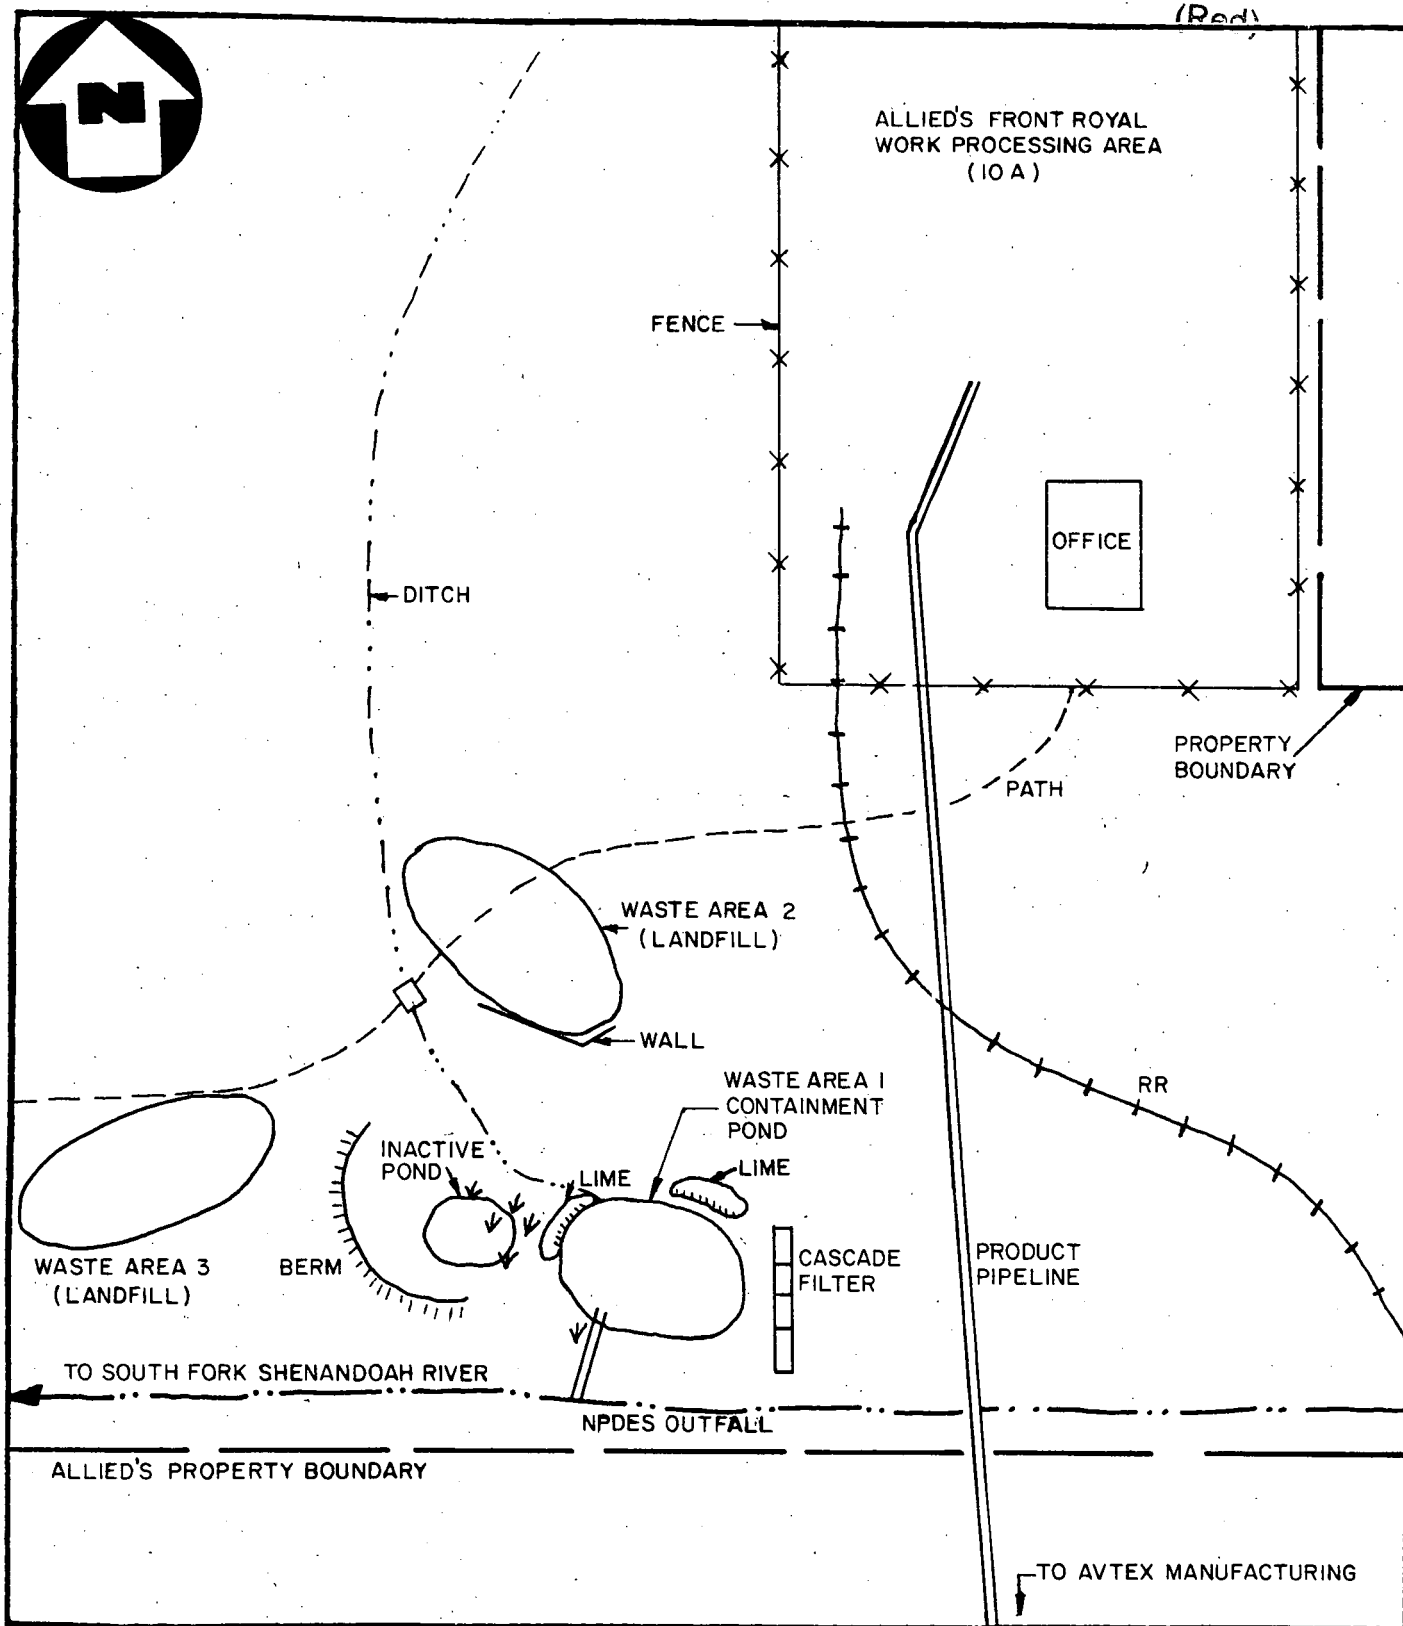 (Red)
N
ALLIED'S FRONT ROYAL
WORK PROCESSING AREA
(10 A)
FENCE
OFFICE
DITCH
PROPERTY
BOUNDARY
PATH
WASTE AREA 2
(LANDFILL)
WALL
WASTE AREA 1
CONTAINMENT
POND
RR
INACTIVE
POND
LIME
LIME
WASTE AREA 3
(LANDFILL)
BERM
CASCADE
FILTER
PRODUCT
PIPELINE
TO SOUTH FORK SHENANDOAH RIVER
NPDES OUTFALL
ALLIED'S PROPERTY BOUNDARY
TO AVTEX MANUFACTURING